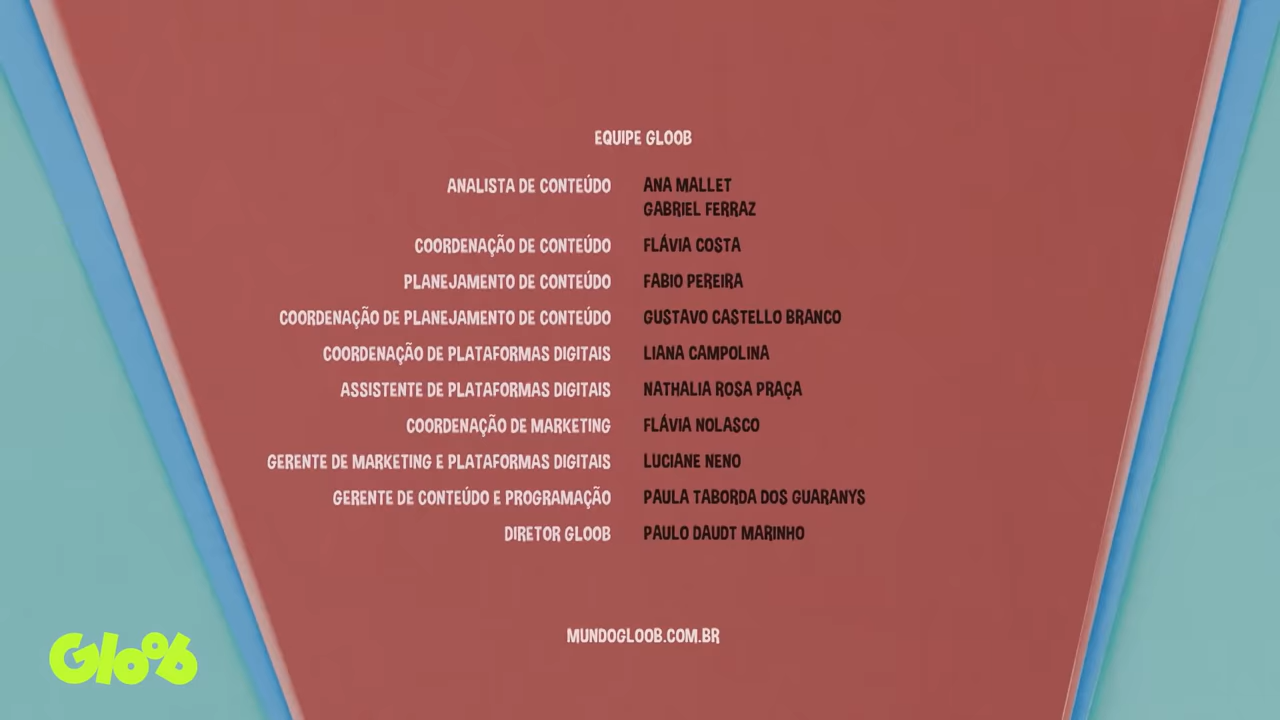 EQUIPE GLOOB
ANALISTA DE CONTEÚDO ANA MALLET
GABRIEL FERRAZ
COORDENAÇÃO DE CONTEÚDO FLÁVIA COSTA
PLANEJAMENTO DE CONTEÚDO FABIO PEREIRA
COORDENAÇÃO DE PLANEJAMENTO DE CONTEÚDO GUSTAVO CASTELLO BRANCO
COORDENAÇÃO DE PLATAFORMAS DIGITAIS LIANA CAMPOLINA
ASSISTENTE DE PLATAFORMAS DIGITAIS NATHALIA ROSA PRAÇA
COORDENAÇÃO DE MARKETING FLÁVIA NOLASCO
GERENTE DE MARKETING E PLATAFORMAS DIGITAIS LUCIANE NENO
GERENTE DE CONTEÚDO E PROGRAMAÇÃO PAULA TABORDA DOS GUARANYS
DIRETOR GLOOB PAULO DAUDT MARINHO
MUNDOGLOOB.COM.BR
Gloob